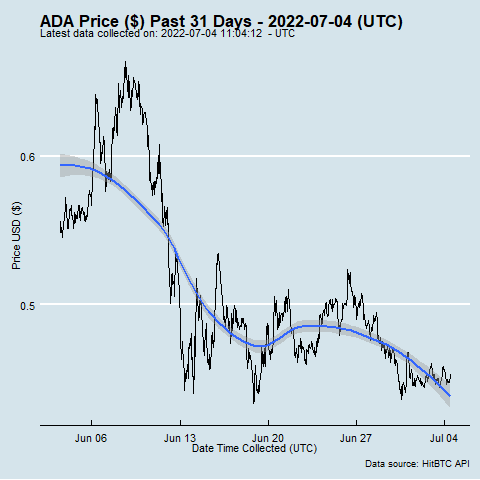 ADA Price ($) Past 31 Days - 2022-07-04 (UTC)
Latest data collected on: 2022-07-04 11:04:12 - UTC
0.6
0.5
Price USD ($)
Jun 06 Jun 13 Jun 20 Jun 27 Jul 04
Date Time Collected (UTC)
Data source: HitBTC API